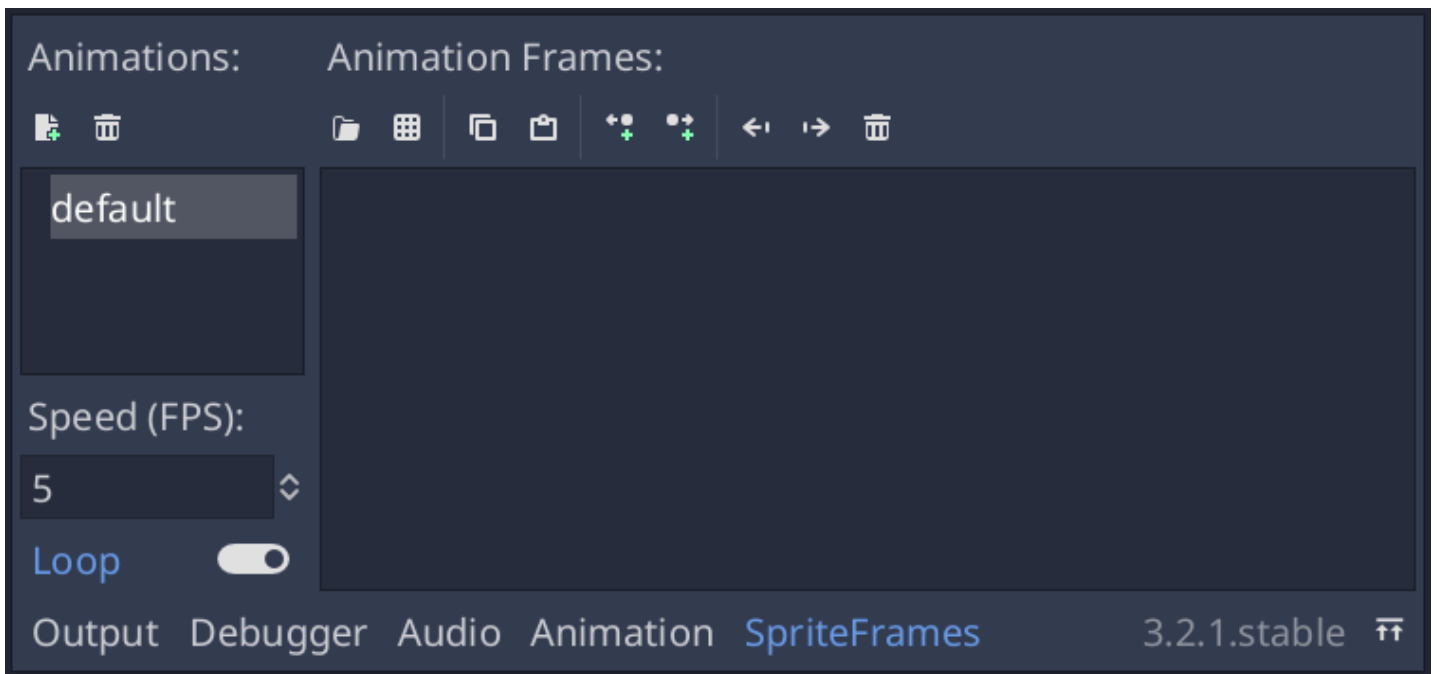 Animations:
Animation Frames:
default
Speed (FPS):
5
Loop
Output Debugger Audio Animation SpriteFrames 3.2.1.stable